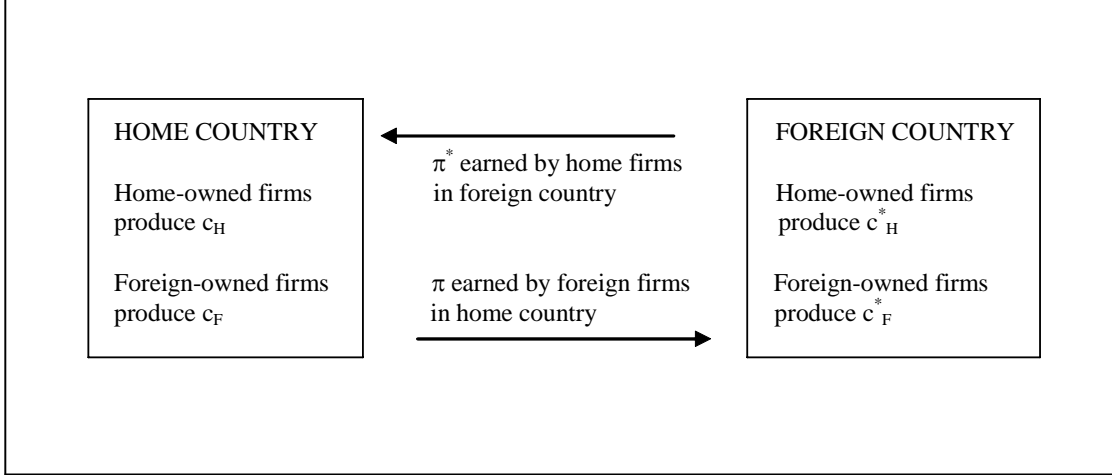 HOME COUNTRY
Home-owned firms
produce c_H
Foreign-owned firms
produce c_F
π* earned by home firms
in foreign country
π earned by foreign firms
in home country
FOREIGN COUNTRY
Home-owned firms
produce c*_H
Foreign-owned firms
produce c*_F